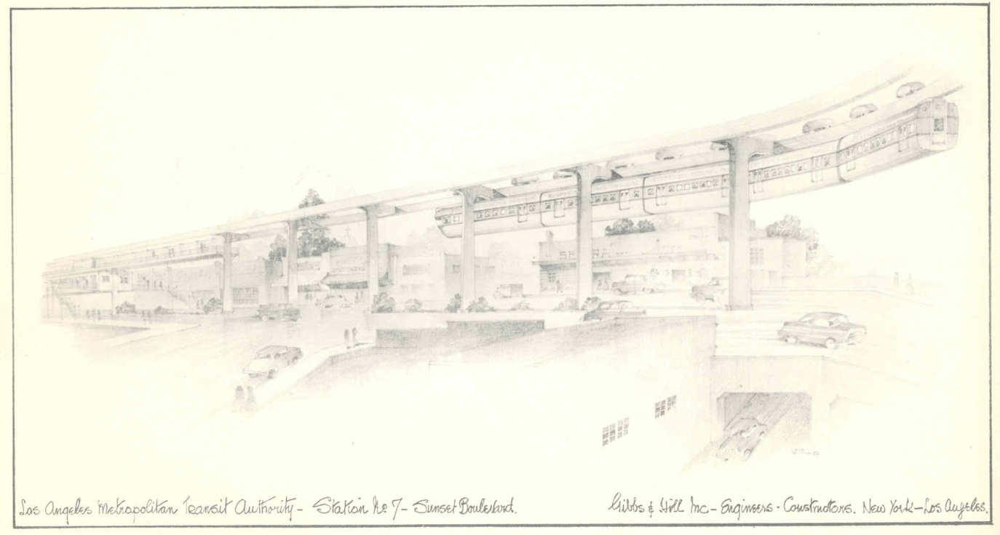 STATIONERS
Los Angeles Metropolitan Transit Authority - Station No 7 - Sunset Boulevard.
Gibbs & Hill Inc - Engineers - Constructors. New York - Los Angeles.